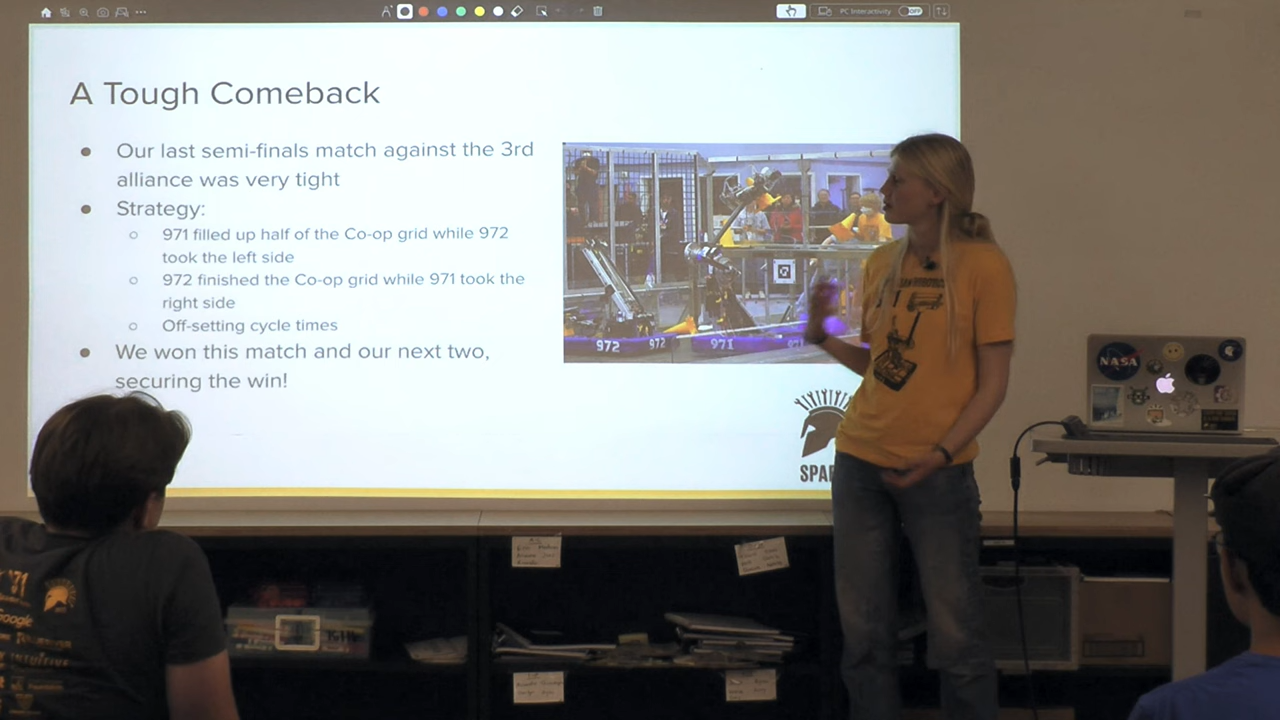 PC Interactivity
OFF
A Tough Comeback
Our last semi-finals match against the 3rd
alliance was very tight
Strategy:
971 filled up half of the Co-op grid while 972
took the left side
972 finished the Co-op grid while 971 took the
right side
Off-setting cycle times
We won this match and our next two,
securing the win!
972
972
971
SPAR
NASA
Google
INTUITIVE